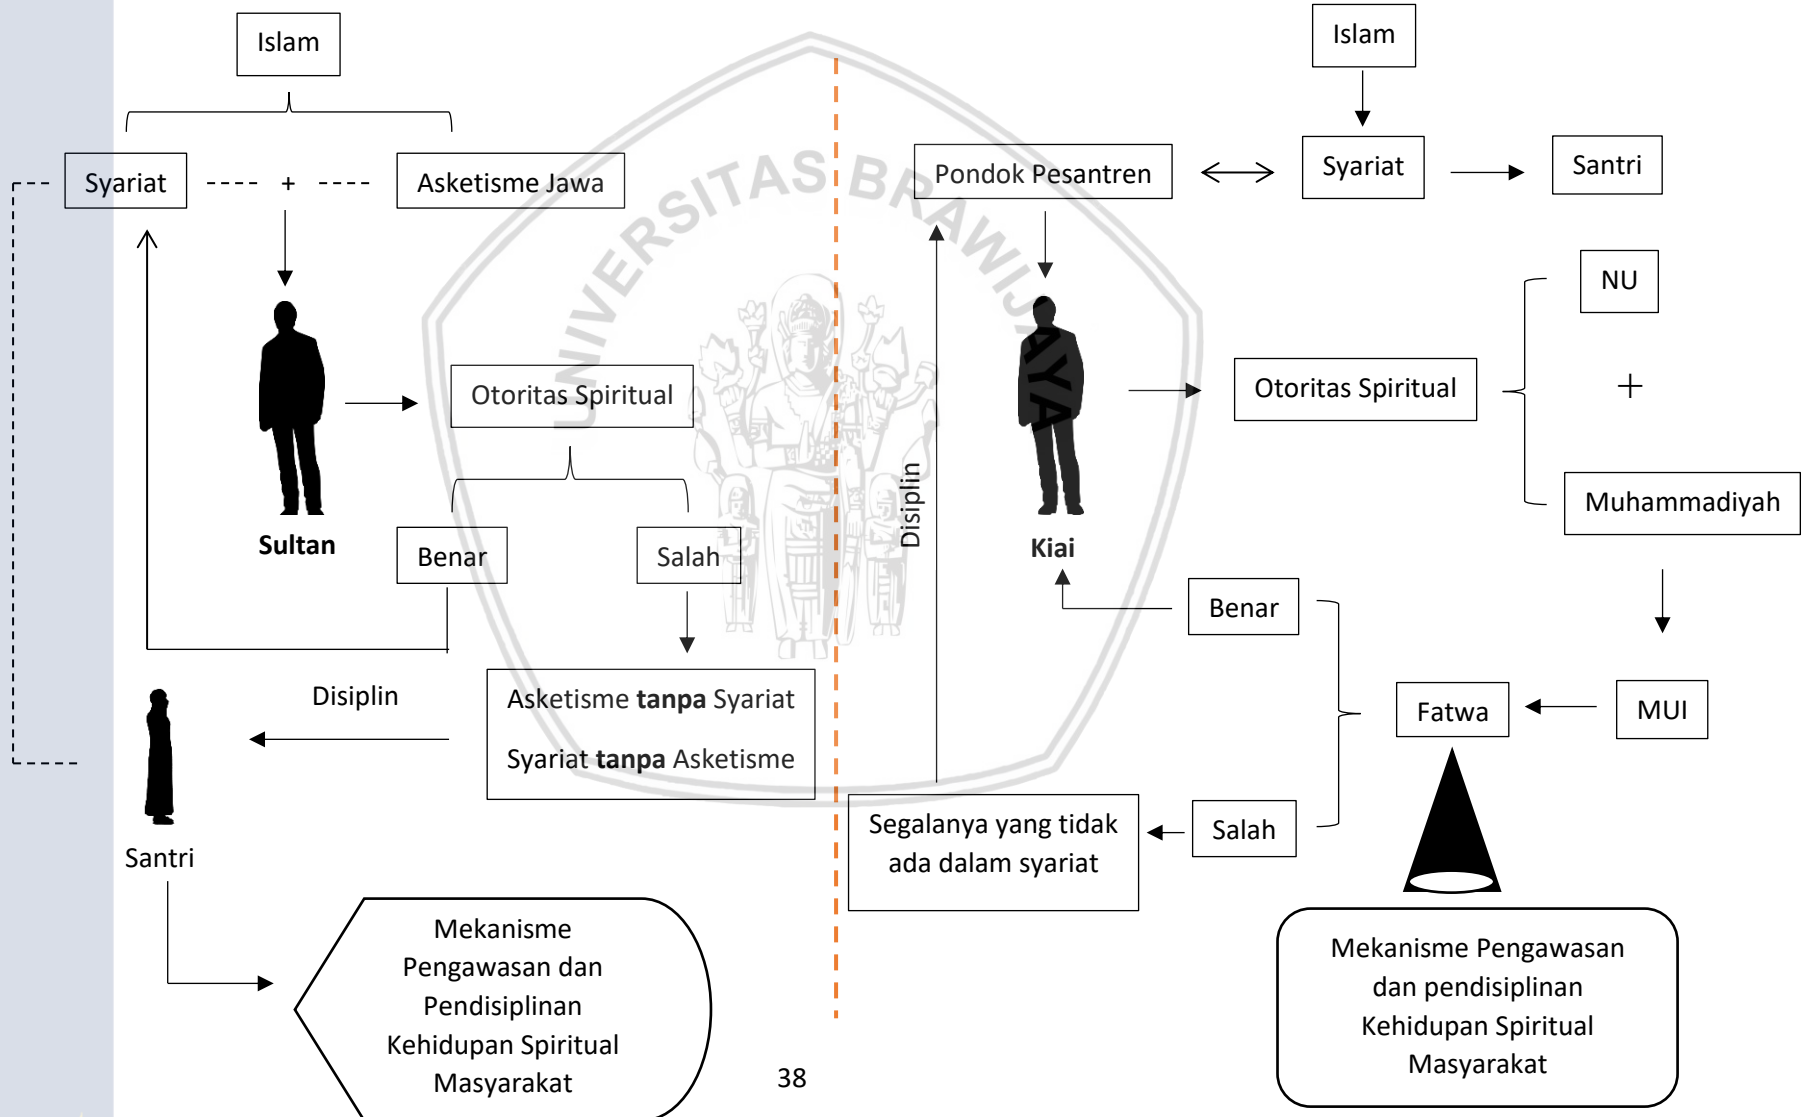 Islam
Syariat
+
Asketisme Jawa
Sultan
Otoritas Spiritual
Benar
Salah
Disiplin
Asketisme tanpa Syariat
Syariat tanpa Asketisme
Santri
Mekanisme
Pengawasan dan
Pendisiplinan
Kehidupan Spiritual
Masyarakat
UNIVERSITAS BRAWIJAYA
Islam
Pondok Pesantren
Syariat
Santri
Kiai
Otoritas Spiritual
NU
+
Muhammadiyah
Disiplin
Benar
Fatwa
MUI
Salah
Segalanya yang tidak
ada dalam syariat
Mekanisme Pengawasan
dan pendisiplinan
Kehidupan Spiritual
Masyarakat
38